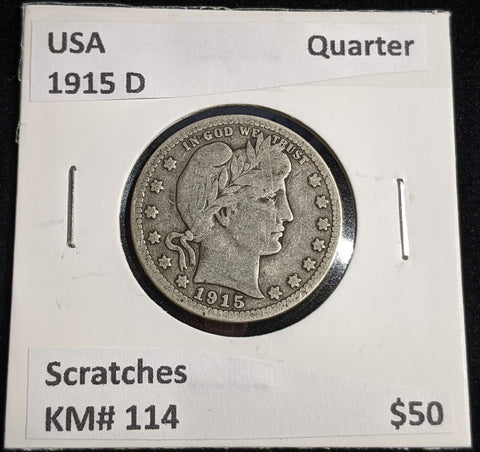 USA Quarter
1915 D
IN GOD WE TRUST
1915
Scratches
KM# 114 $50